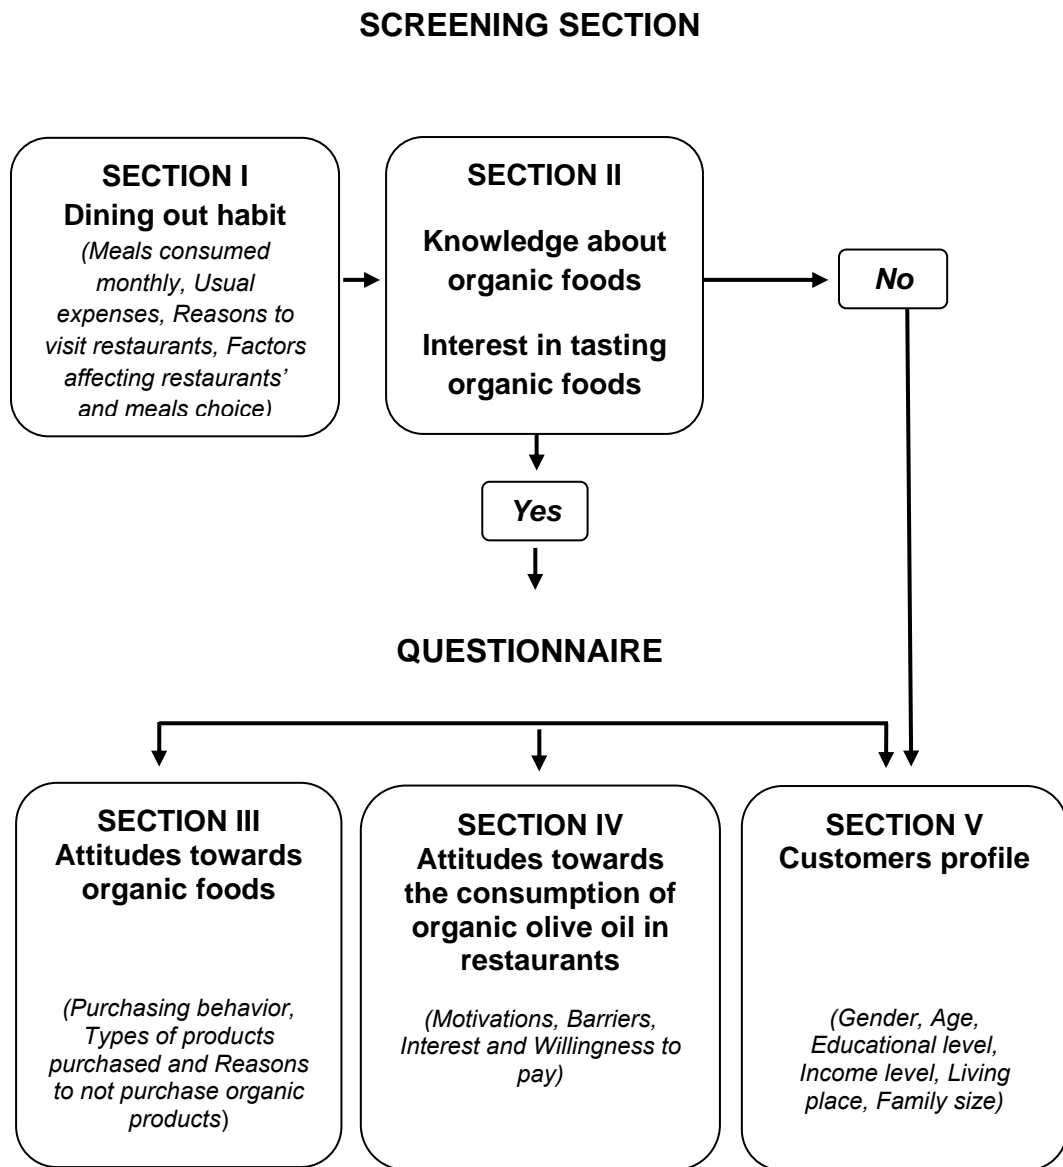 SCREENING SECTION
SECTION I
Dining out habit
(Meals consumed
monthly, Usual
expenses, Reasons to
visit restaurants, Factors
affecting restaurants’
and meals choice)
SECTION II
Knowledge about
organic foods
Interest in tasting
organic foods
No
Yes
QUESTIONNAIRE
SECTION III
Attitudes towards
organic foods
(Purchasing behavior,
Types of products
purchased and Reasons
to not purchase organic
products)
SECTION IV
Attitudes towards
the consumption of
organic olive oil in
restaurants
(Motivations, Barriers,
Interest and Willingness to
pay)
SECTION V
Customers profile
(Gender, Age,
Educational level,
Income level, Living
place, Family size)